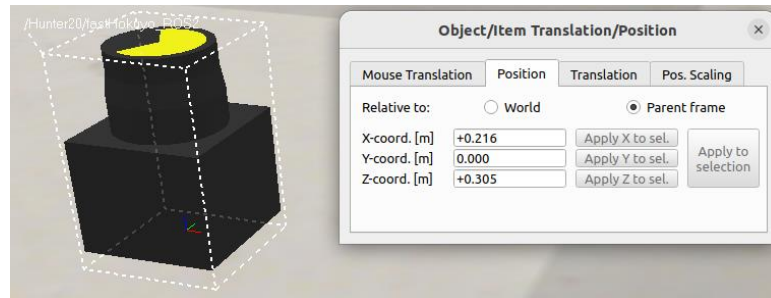 /Hunter20/fastHokuyo_ROS2
Object/Item Translation/Position
Mouse Translation Position Translation Pos. Scaling
Relative to: World Parent frame
X-coord. [m] +0.216 Apply X to sel.
Y-coord. [m] 0.000 Apply Y to sel.
Z-coord. [m] +0.305 Apply Z to sel.
Apply to
selection